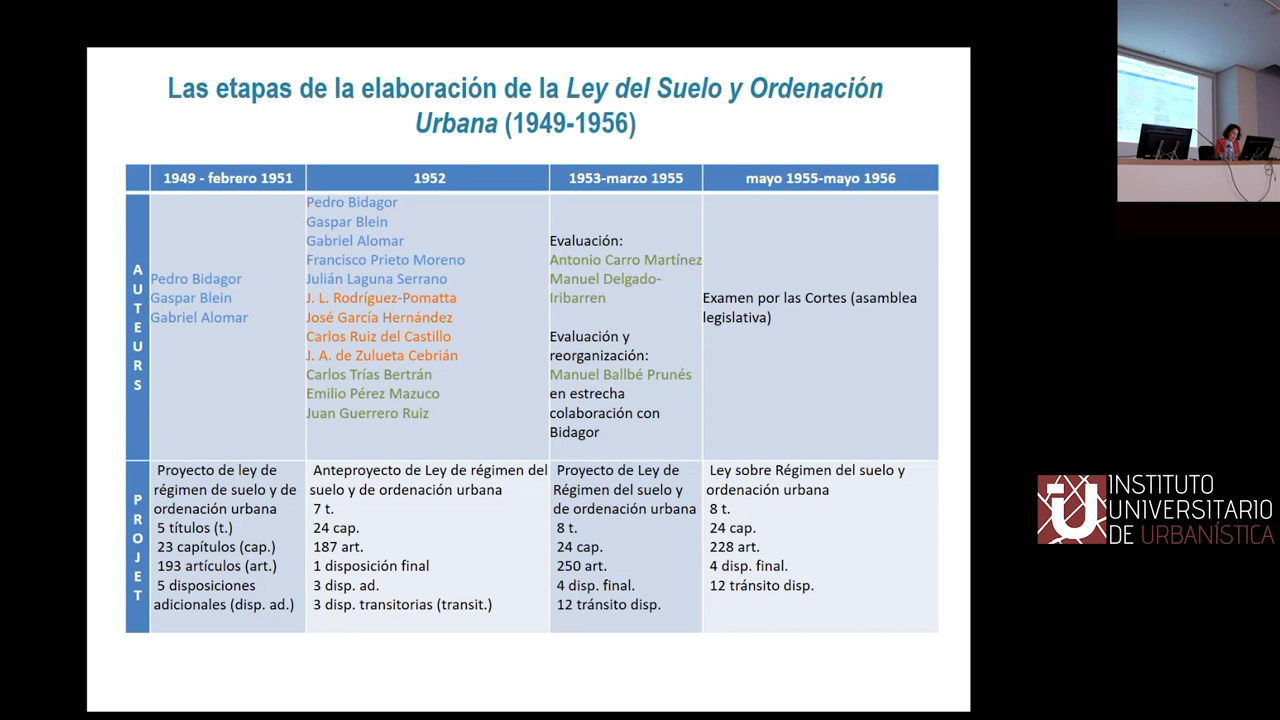 Las etapas de la elaboración de la Ley del Suelo y Ordenación
Urbana (1949-1956)
1949 - febrero 1951
1952
1953-marzo 1955
mayo 1955-mayo 1956
AUTEURS
Pedro Bidagor
Gaspar Blein
Gabriel Alomar
Pedro Bidagor
Gaspar Blein
Gabriel Alomar
Francisco Prieto Moreno
Julián Laguna Serrano
J. L. Rodríguez-Pomatta
José García Hernández
Carlos Ruiz del Castillo
J. A. de Zulueta Cebrián
Carlos Trías Bertrán
Emilio Pérez Mazuco
Juan Guerrero Ruiz
Evaluación:
Antonio Carro Martínez
Manuel Delgado-
Iribarren
Evaluación y
reorganización:
Manuel Ballbé Prunés
en estrecha
colaboración con
Bidagor
Examen por las Cortes (asamblea
legislativa)
PROJET
Proyecto de ley de
régimen de suelo y de
ordenación urbana
5 títulos (t.)
23 capítulos (cap.)
193 artículos (art.)
5 disposiciones
adicionales (disp. ad.)
Anteproyecto de Ley de régimen del
suelo y de ordenación urbana
7 t.
24 cap.
187 art.
1 disposición final
3 disp. ad.
3 disp. transitorias (transit.)
Proyecto de Ley de
Régimen del suelo y
de ordenación urbana
8 t.
24 cap.
250 art.
4 disp. final.
12 tránsito disp.
Ley sobre Régimen del suelo y
ordenación urbana
8 t.
24 cap.
228 art.
4 disp. final.
12 tránsito disp.
INSTITUTO
UNIVERSITARIO
DE URBANÍSTICA